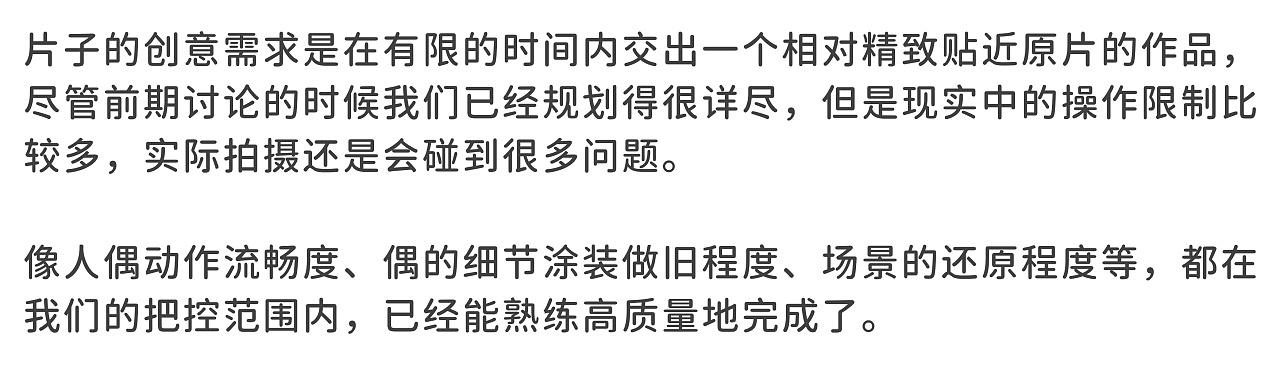 片子的创意需求是在有限的时间内交出一个相对精致贴近原片的作品，
尽管前期讨论的时候我们已经规划得很详尽，但是现实中的操作限制比
较多，实际拍摄还是会碰到很多问题。
像人偶动作流畅度、偶的细节涂装做旧程度、场景的还原程度等，都在
我们的把控范围内，已经能熟练高质量地完成了。